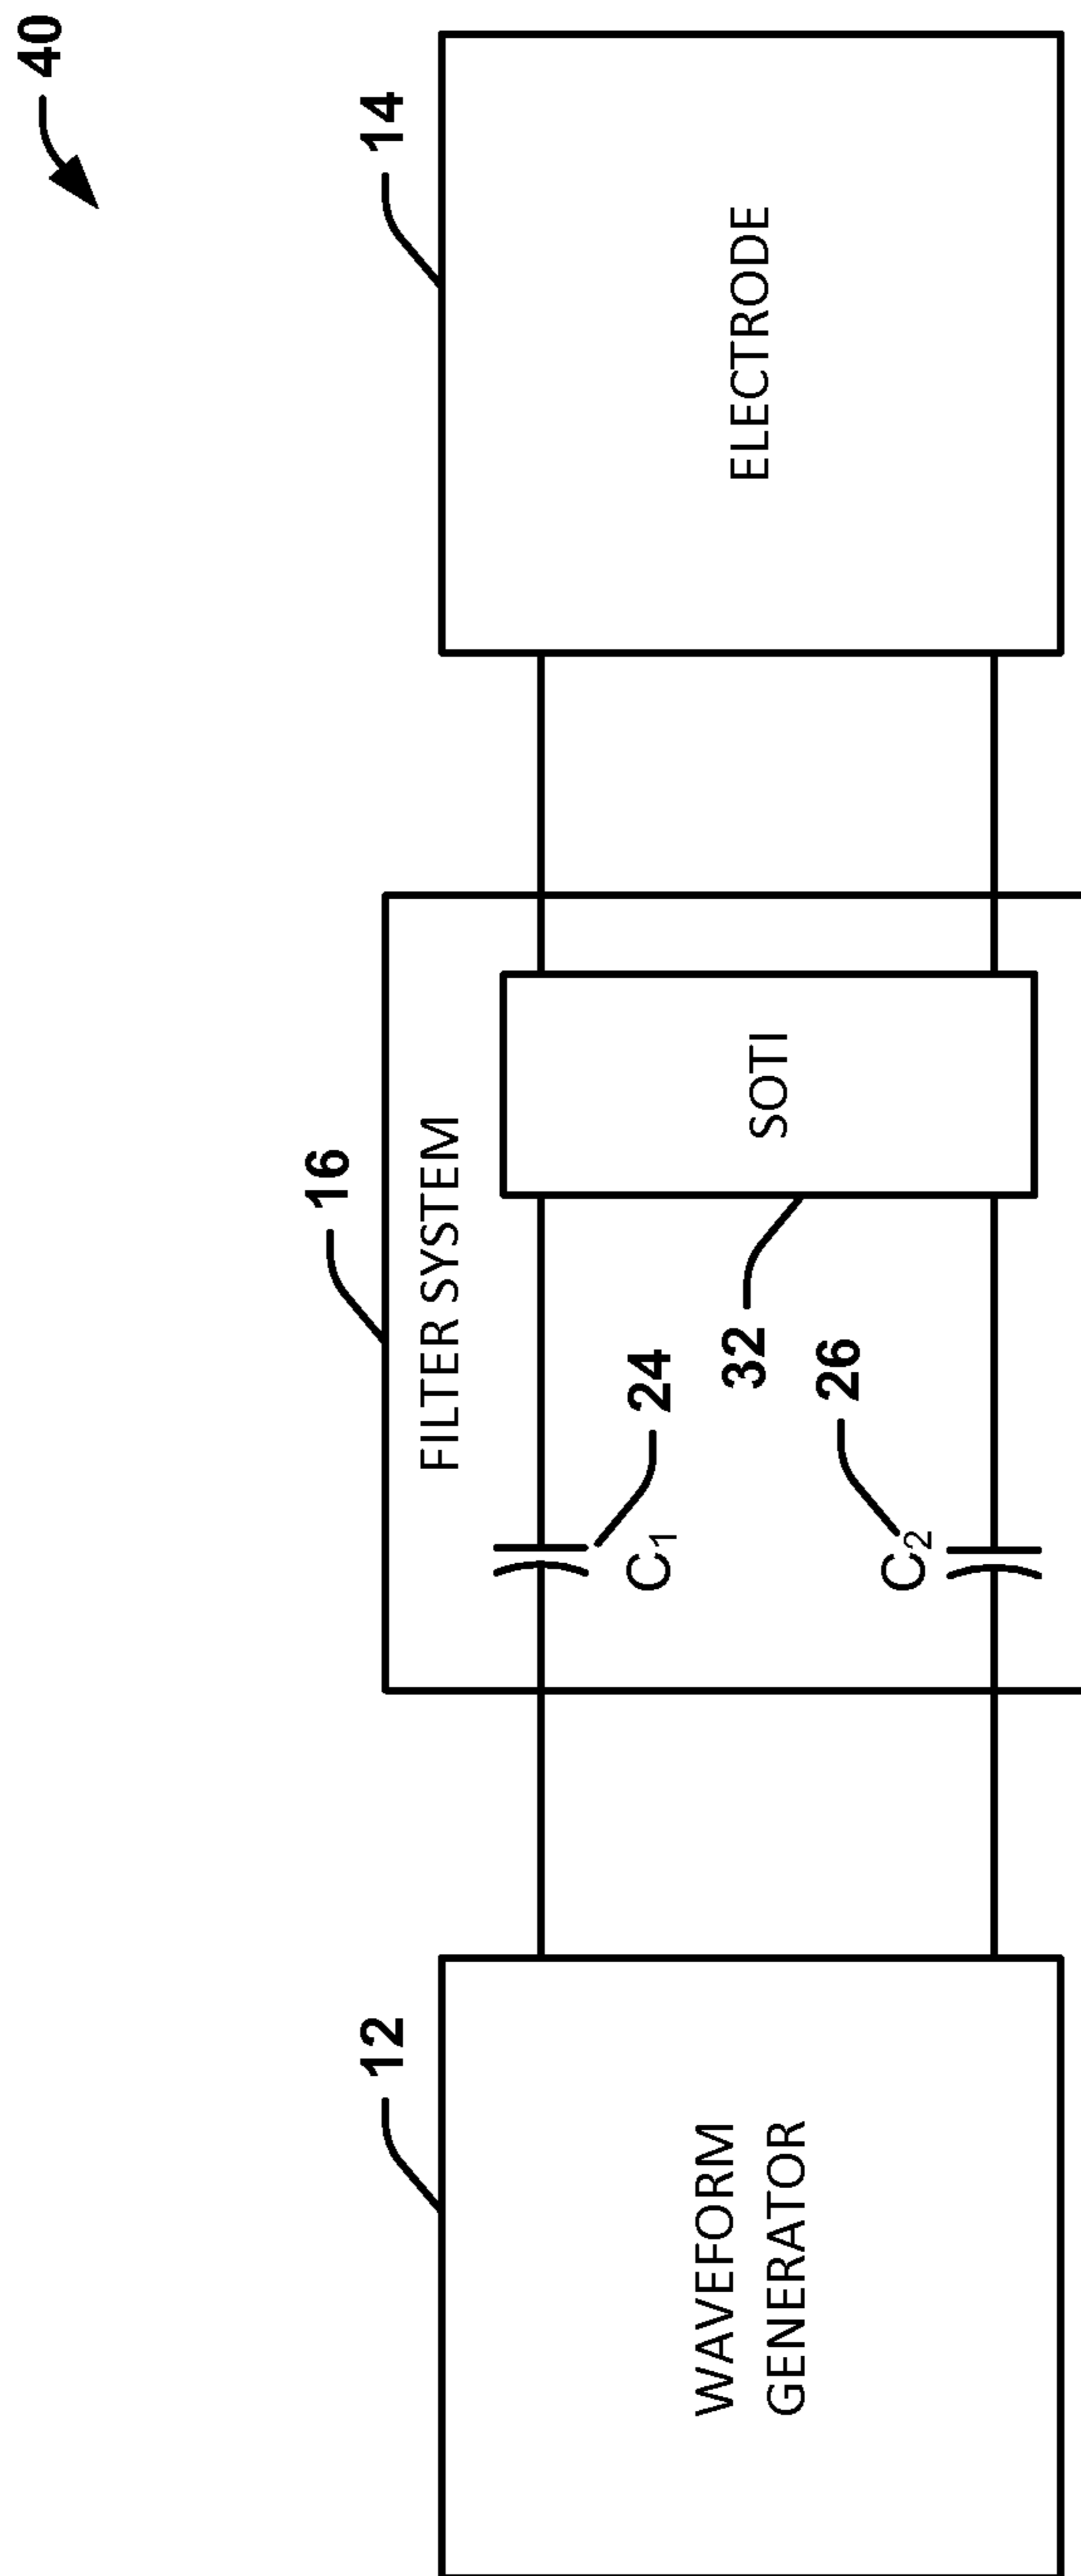 40
12
WAVEFORM
GENERATOR
16
FILTER SYSTEM
24
C₁
32
SOTI
26
C₂
14
ELECTRODE